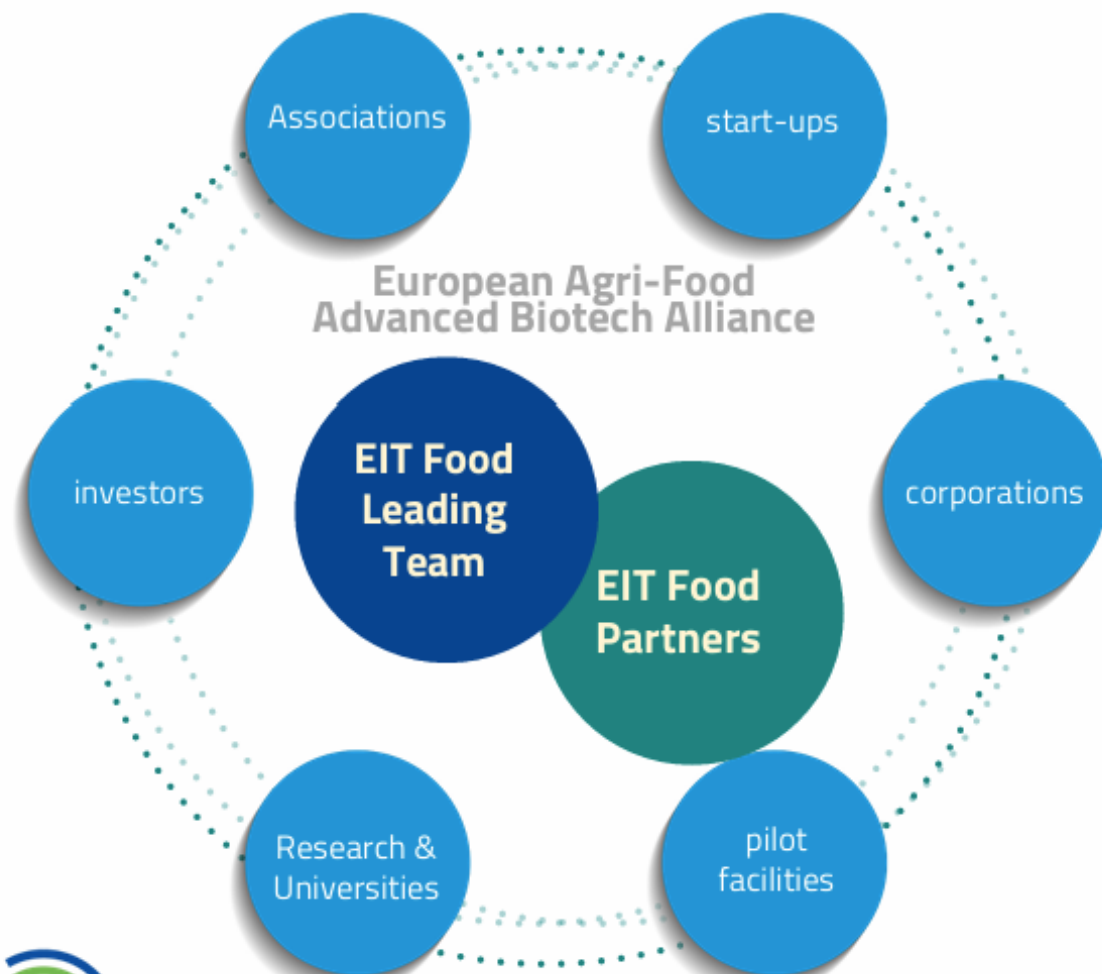 Associations
start-ups
European Agri-Food
Advanced Biotech Alliance
investors
EIT Food
Leading
Team
corporations
EIT Food
Partners
Research &
Universities
pilot
facilities